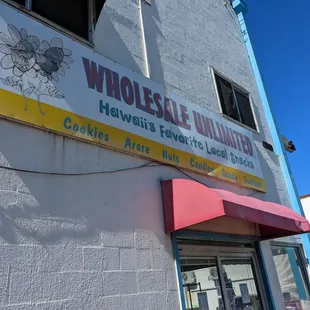 WHOLESALE UNLIMITED
Hawaii's Favorite Local Snacks
Cookies Arare Nuts Candies